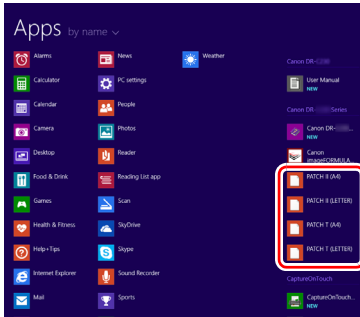 Apps by name
Alarms
Calculator
Calendar
Camera
Desktop
Food & Drink
Games
Health & Fitness
Help+Tips
Internet Explorer
Mail
News
PC settings
People
Photos
Reader
Reading List app
Scan
SkyDrive
Skype
Sound Recorder
Sports
Weather
Canon DR-
User Manual
NEW
Canon DR- Series
Canon DR-...
NEW
Canon
imageFORMULA
PATCH II (A4)
PATCH II (LETTER)
PATCH T (A4)
PATCH T (LETTER)
CaptureOnTouch
CaptureOnTouch...
NEW